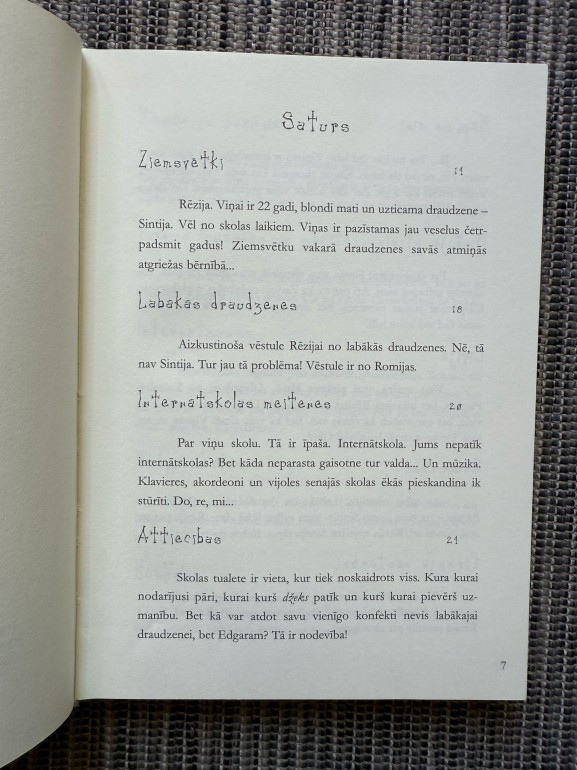 Saturs
Ziemsvētki 11
Rēzija. Viņai ir 22 gadi, blondi mati un uzticama draudzene –
Sintija. Vēl no skolas laikiem. Viņas ir pazīstamas jau veselus četr-
padsmit gadus! Ziemsvētku vakarā draudzenes savās atmiņās
atgriežas bērnībā...
Labākās draudzenes 18
Aizkustinoša vēstule Rēzijai no labākās draudzenes. Nē, tā
nav Sintija. Tur jau tā problēma! Vēstule ir no Romijas.
Internātskolas meitenes 20
Par viņu skolu. Tā ir īpaša. Internātskola. Jums nepatīk
internātskolas? Bet kāda neparasta gaisotne tur valda... Un mūzika.
Klavieres, akordeoni un vijoles senajās skolas ēkās pieskandina ik
stūrīti. Do, re, mi...
Attiecības 21
Skolas tualete ir vieta, kur tiek noskaidrots viss. Kura kurai
nodarījusi pāri, kurai kurš džeks patīk un kurš kurai pievērš uz-
manību. Bet kā var atdot savu vienīgo konfekti nevis labākajai
draudzenei, bet Edgaram? Tā ir nodevība!
7